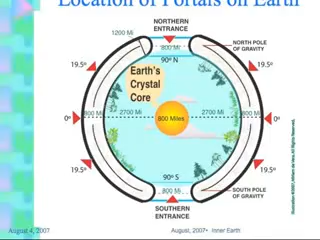 Location of Portals on Earth
NORTHERN
ENTRANCE
1200 Mi
800 Mi
NORTH POLE
OF GRAVITY
90° N
19.5°
19.5°
Earth's
Crystal
Core
2700 Mi
2700 Mi
0°
800 Mi
800 Miles
800 Mi
0°
19.5°
19.5°
90° S
800 Mi
SOUTH POLE
OF GRAVITY
SOUTHERN
ENTRANCE
August 4, 2007
August, 2007• Inner Earth